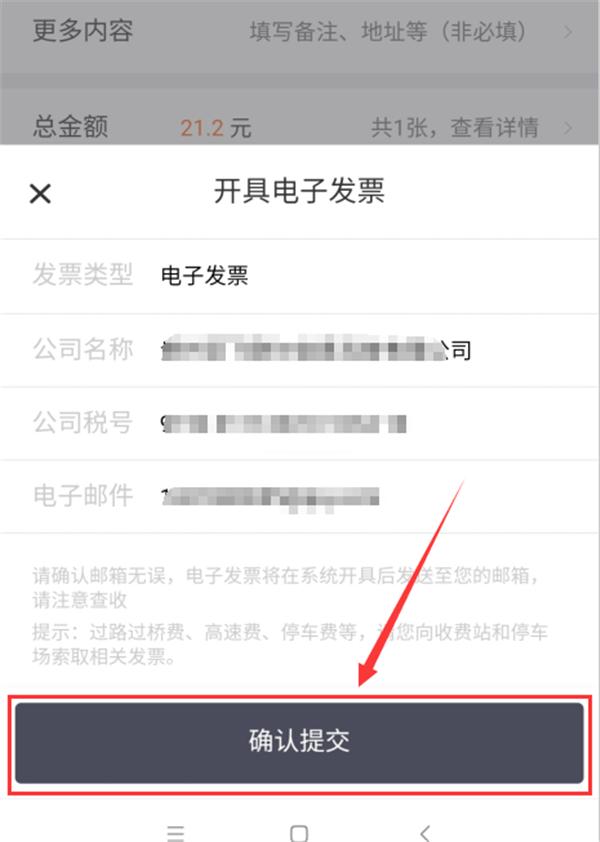 更多内容 填写备注、地址等（非必填）
总金额 21.2 元 共1张，查看详情
开具电子发票
发票类型 电子发票
公司名称 公司
公司税号
电子邮件
请确认邮箱无误，电子发票将在系统开具后发送至您的邮箱，
请注意查收
提示：过路过桥费、高速费、停车费等，请您向收费站和停车
场索取相关发票。
确认提交